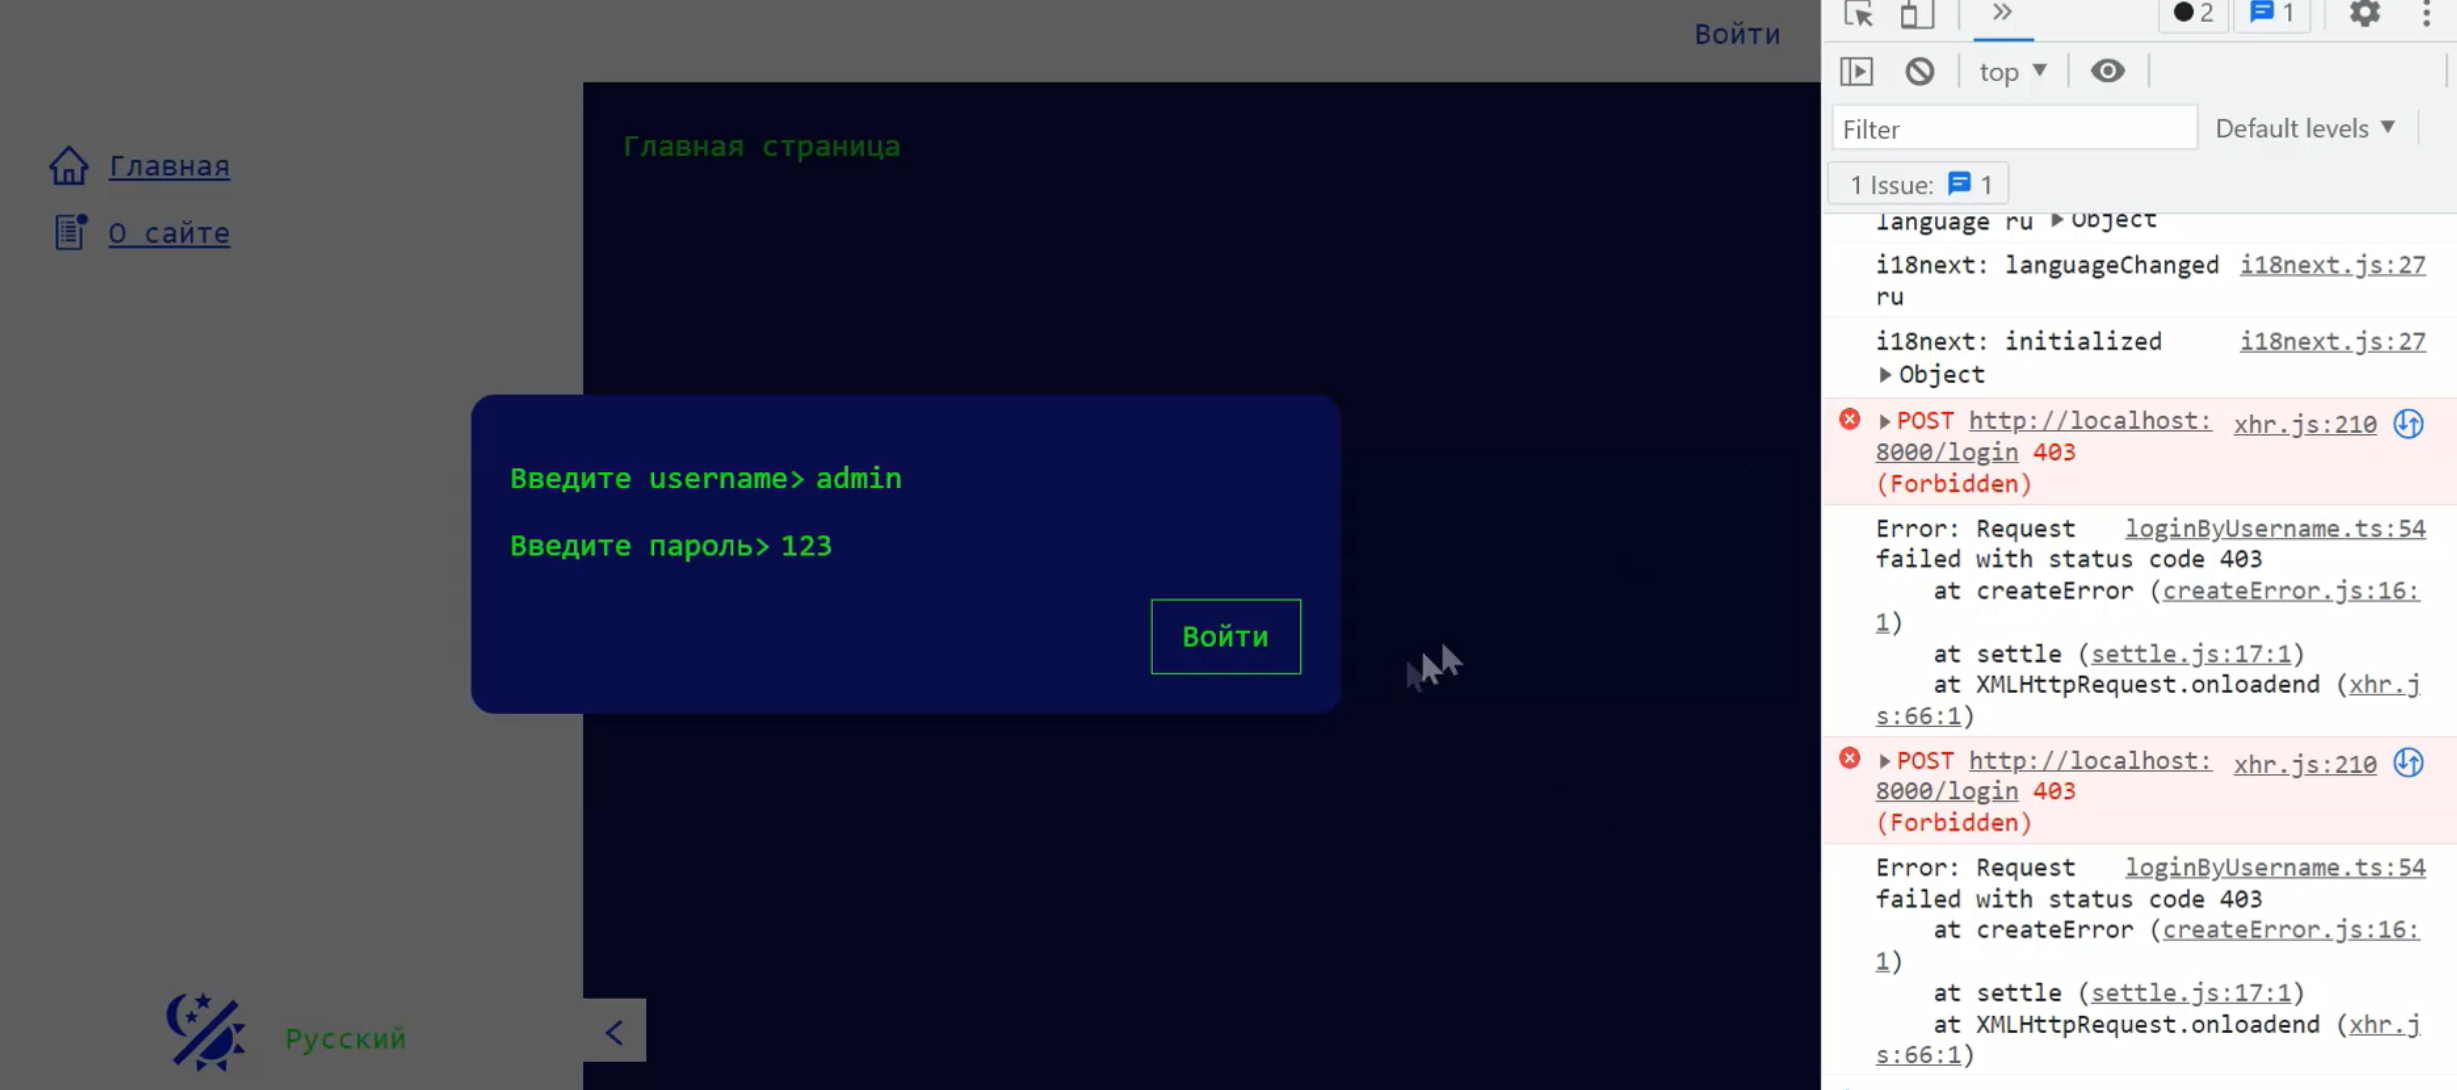 Войти
Главная
О сайте
Главная страница
Введите username> admin
Введите пароль> 123
Войти
Русский
2
1
top
Filter
Default levels
1 Issue: 1
language ru Object
i18next: languageChanged i18next.js:27
ru
i18next: initialized i18next.js:27
Object
POST http://localhost: xhr.js:210
8000/login 403
(Forbidden)
Error: Request loginByUsername.ts:54
failed with status code 403
at createError (createError.js:16:
1)
at settle (settle.js:17:1)
at XMLHttpRequest.onloadend (xhr.j
s:66:1)
POST http://localhost: xhr.js:210
8000/login 403
(Forbidden)
Error: Request loginByUsername.ts:54
failed with status code 403
at createError (createError.js:16:
1)
at settle (settle.js:17:1)
at XMLHttpRequest.onloadend (xhr.j
s:66:1)